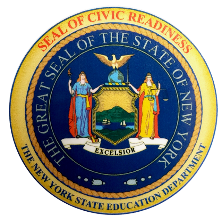 SEAL OF CIVIC READINESS
THE GREAT SEAL OF THE STATE OF NEW YORK
EXCELSIOR
THE NEW YORK STATE EDUCATION DEPARTMENT